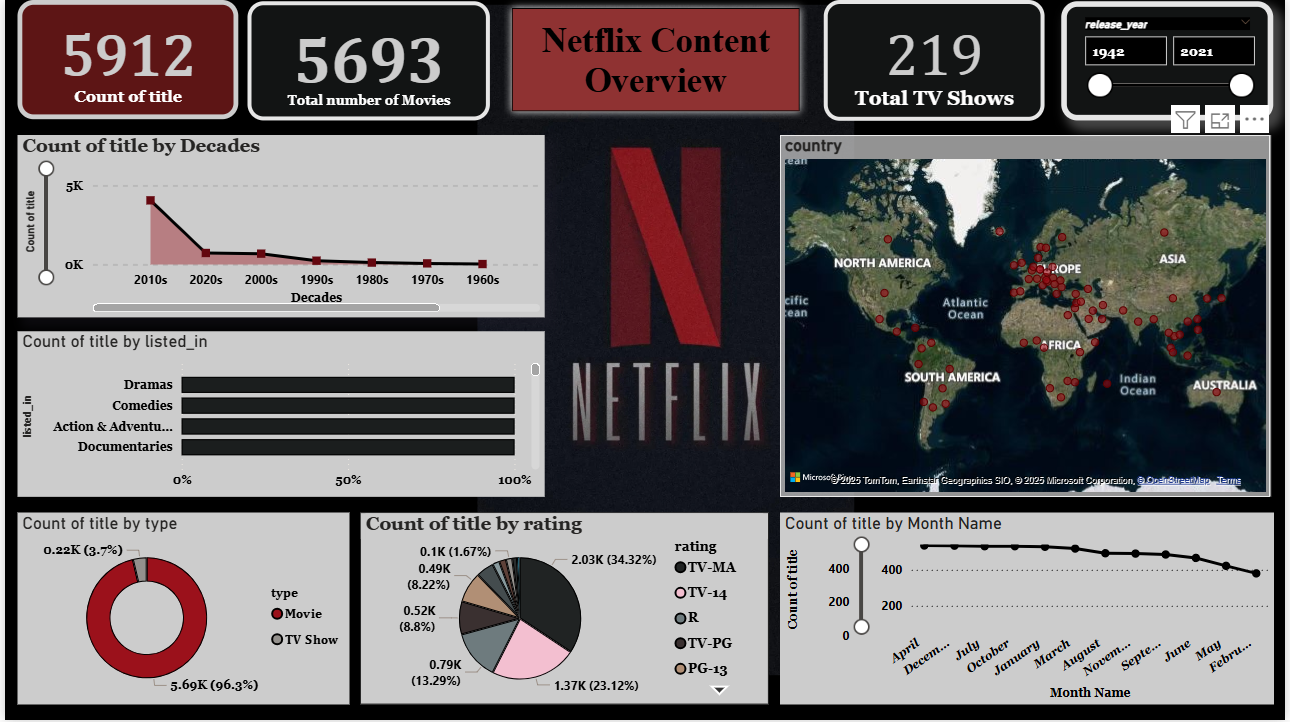 5912
Count of title
5693
Total number of Movies
Netflix Content
Overview
219
Total TV Shows
release_year
1942
2021
Count of title by Decades
Count of title
5K
0K
2010s
2020s
2000s
1990s
1980s
1970s
1960s
Decades
Count of title by listed_in
listed_in
Dramas
Comedies
Action & Adventu...
Documentaries
0%
50%
100%
NETFLIX
country
ean
NORTH AMERICA
EUROPE
ASIA
cific
ean
Atlantic
Ocean
AFRICA
SOUTH AMERICA
Indian
Ocean
AUSTRALIA
Microsoft Bing
©2025 TomTom, Earthstar Geographics SIO, © 2025 Microsoft Corporation, © OpenStreetMap Terms
Count of title by type
0.22K (3.7%)
5.69K (96.3%)
type
Movie
TV Show
Count of title by rating
0.1K (1.67%)
0.49K
(8.22%)
0.52K
(8.8%)
0.79K
(13.29%)
2.03K (34.32%)
1.37K (23.12%)
rating
TV-MA
TV-14
R
TV-PG
PG-13
Count of title by Month Name
Count of title
400
200
0
400
200
April
Decem...
July
October
January
March
August
Novem...
Septe...
June
May
Febru...
Month Name